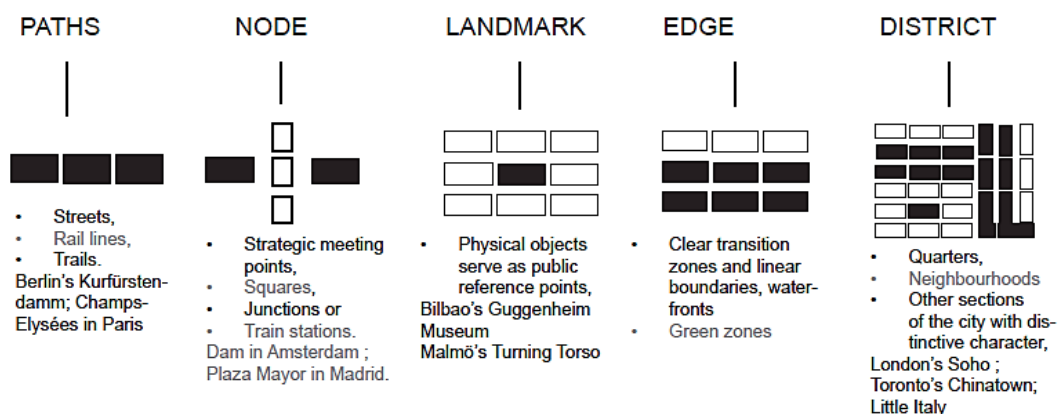 PATHS
• Streets,
• Rail lines,
• Trails.
Berlin's Kurfürsten-
damm; Champs-
Elysées in Paris
NODE
• Strategic meeting
points,
• Squares,
• Junctions or
• Train stations.
Dam in Amsterdam ;
Plaza Mayor in Madrid.
LANDMARK
• Physical objects
serve as public
reference points,
Bilbao's Guggenheim
Museum
Malmö's Turning Torso
EDGE
• Clear transition
zones and linear
boundaries, water-
fronts
• Green zones
DISTRICT
• Quarters,
• Neighbourhoods
• Other sections
of the city with dis-
tinctive character,
London's Soho ;
Toronto's Chinatown;
Little Italy